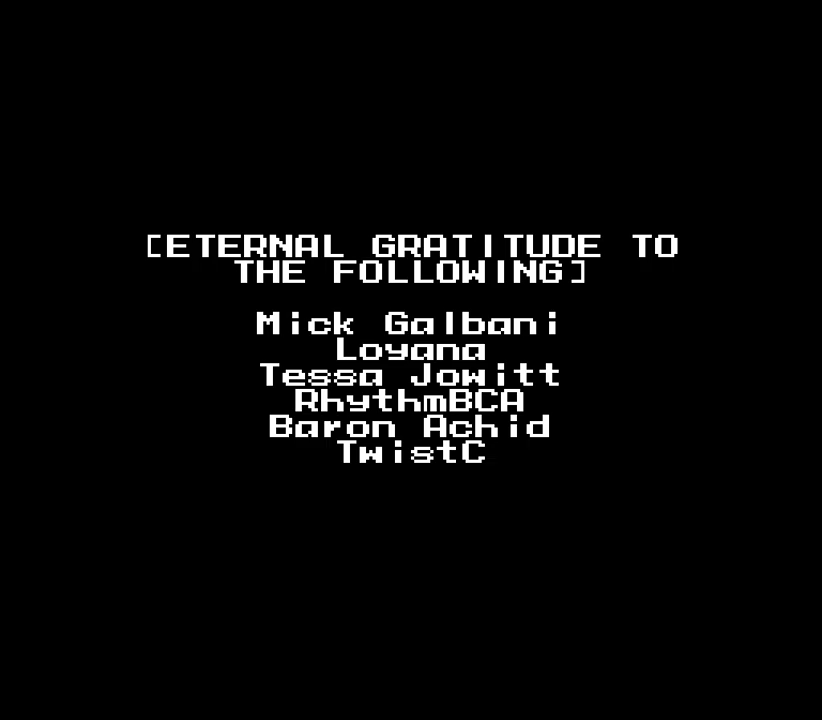 [ETERNAL GRATITUDE TO
THE FOLLOWING]
Mick Galbani
Loyana
Tessa Jowitt
RhythmBCA
Baron Achid
TwistC